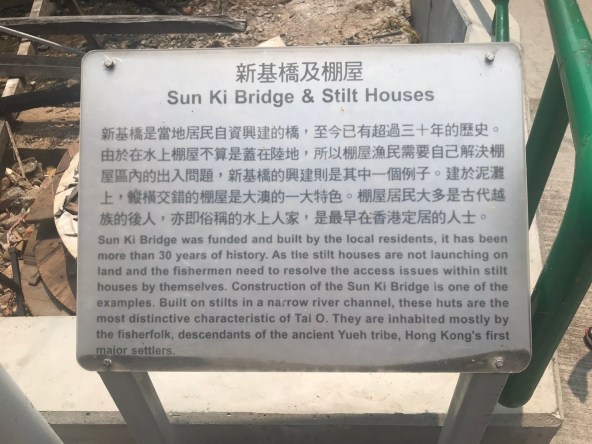 新基橋及棚屋
Sun Ki Bridge & Stilt Houses
新基橋是當地居民自資興建的橋，至今已有超過三十年的歷史。
由於在水上棚屋不算是蓋在陸地，所以棚屋漁民需要自己解決棚
屋區內的出入問題，新基橋的興建則是其中一個例子。建於泥灘
上，縱橫交錯的棚屋是大澳的一大特色。棚屋居民大多是古代越
族的後人，亦即俗稱的水上人家，是最早在香港定居的人士。
Sun Ki Bridge was funded and built by the local residents, it has been
more than 30 years of history. As the stilt houses are not launching on
land and the fishermen need to resolve the access issues within stilt
houses by themselves. Construction of the Sun Ki Bridge is one of the
examples. Built on stilts in a narrow river channel, these huts are the
most distinctive characteristic of Tai O. They are inhabited mostly by
the fisherfolk, descendants of the ancient Yueh tribe, Hong Kong's first
major settlers.